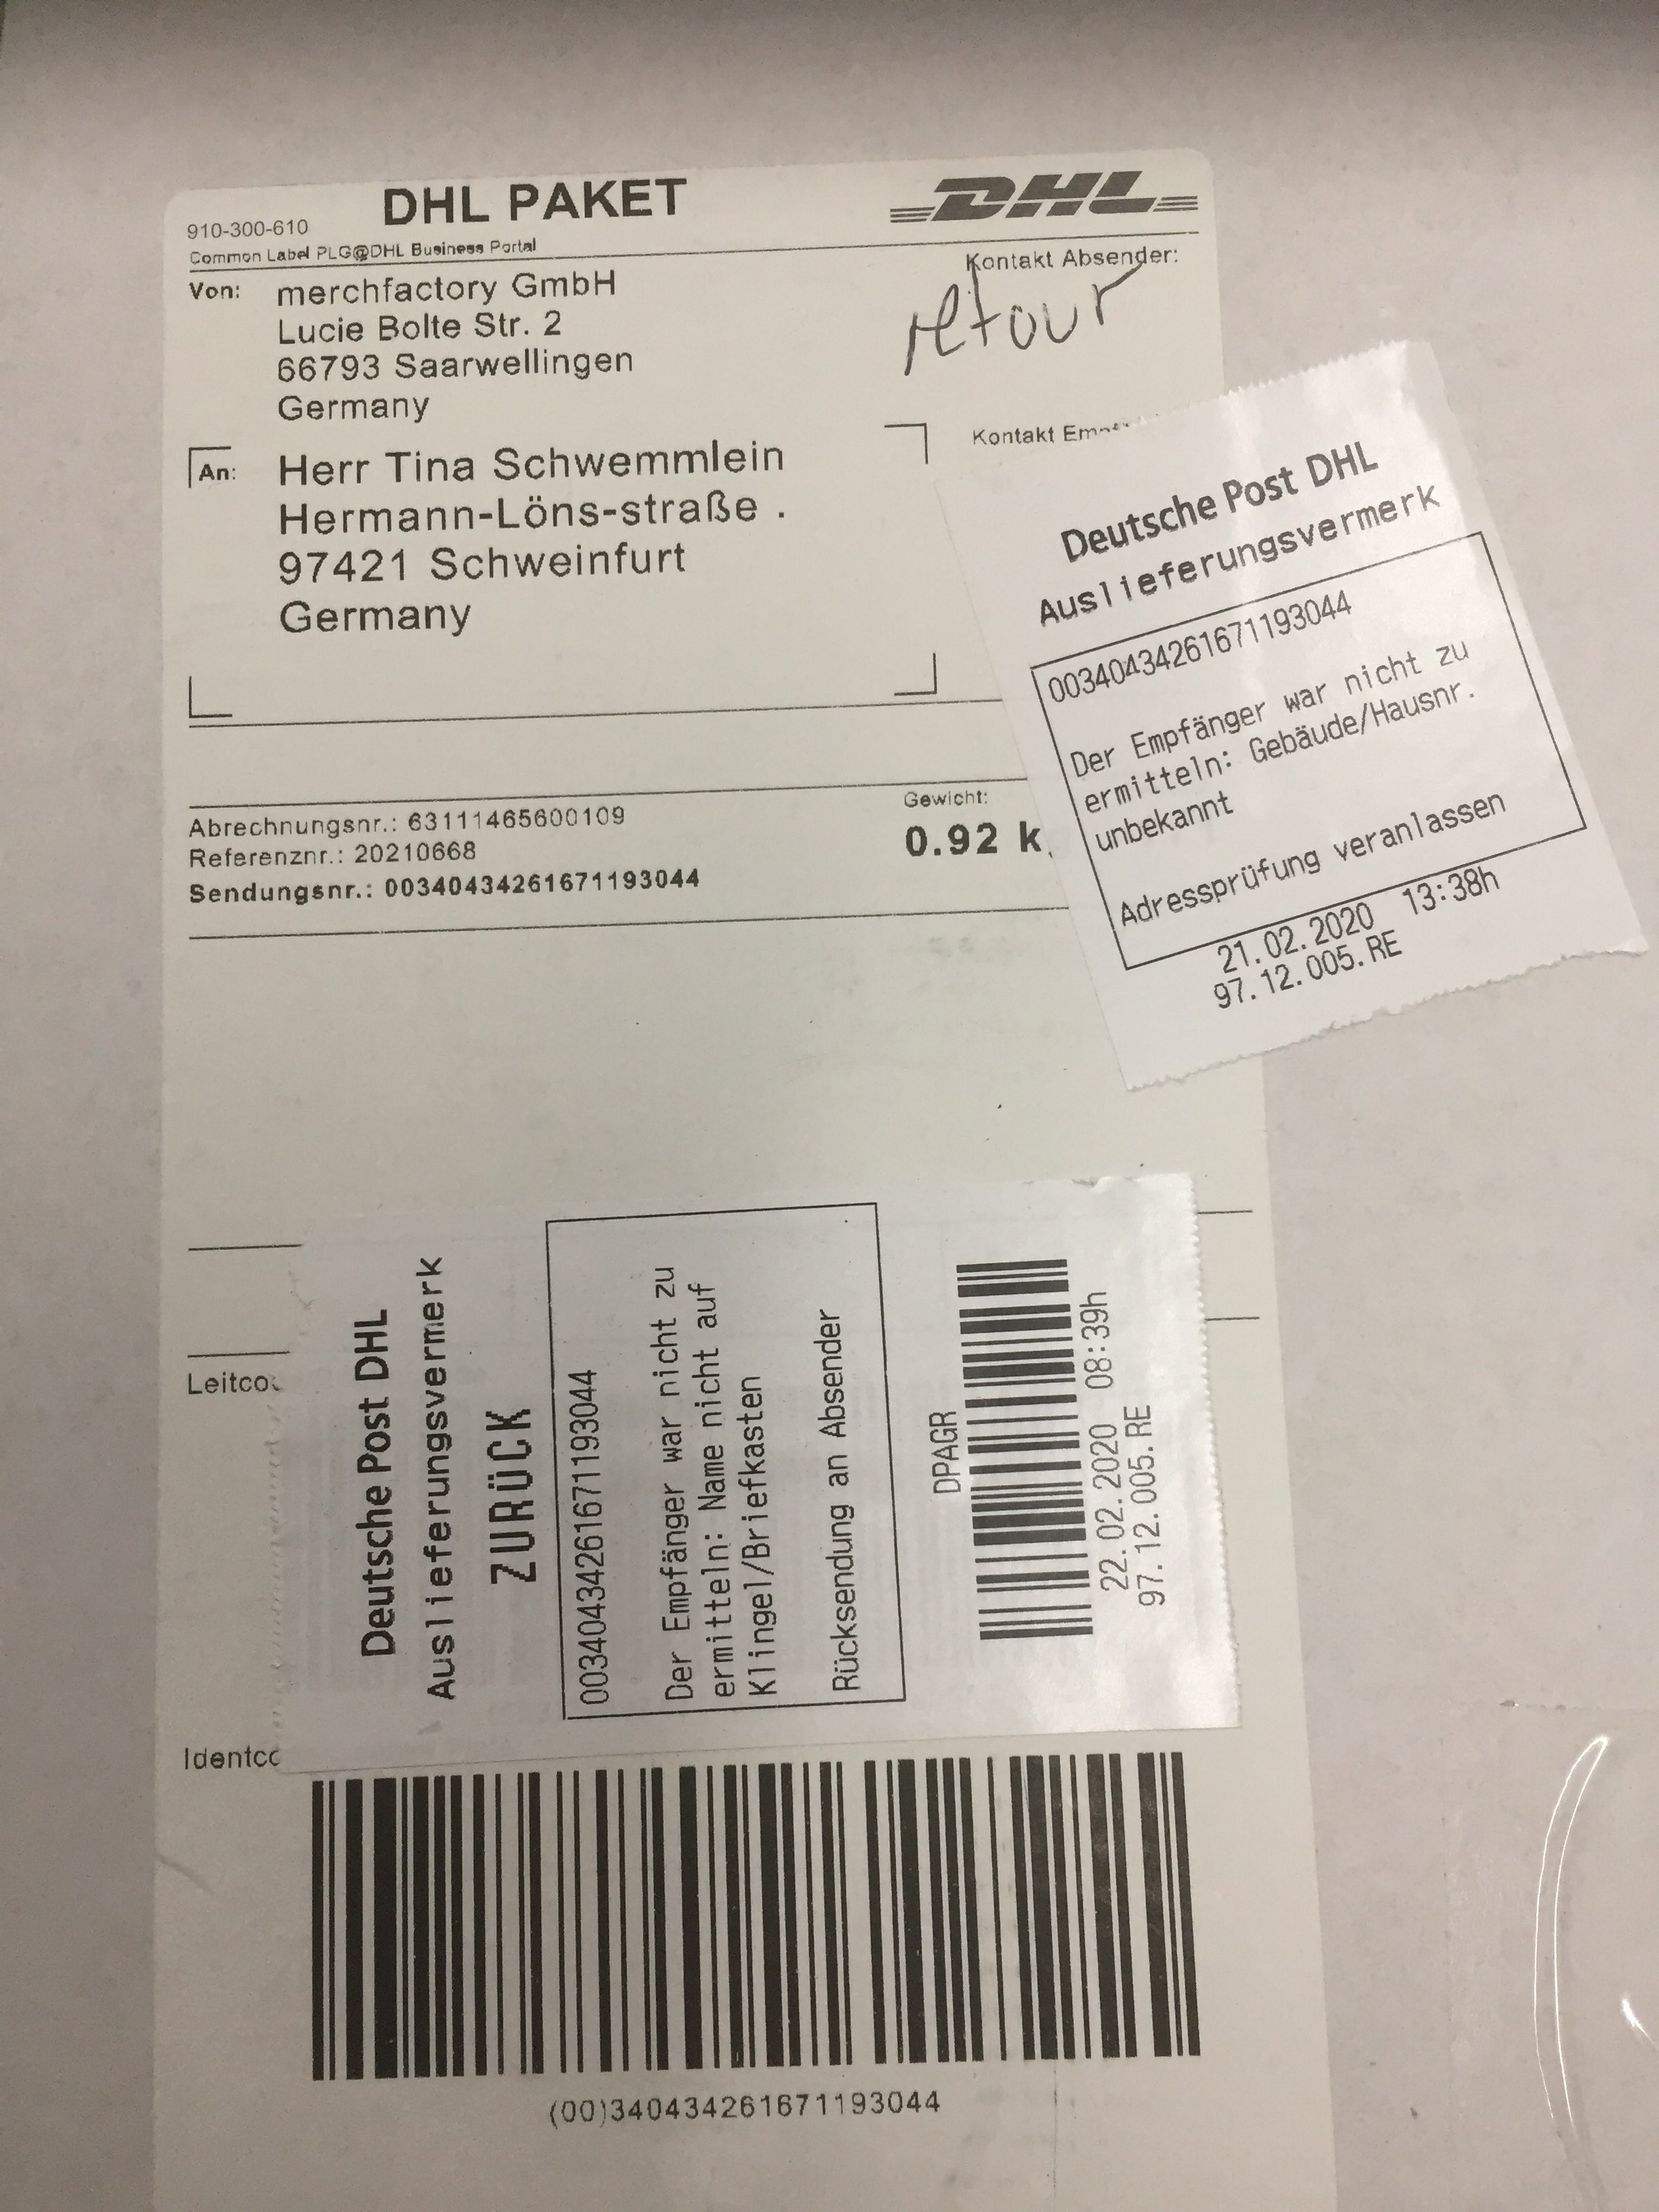 DHL PAKET
DHL
910-300-610
Common Label PLG@DHL Business Portal
Von: merchfactory GmbH
Lucie Bolte Str. 2
66793 Saarwellingen
Germany
Kontakt Absender:
retour
An: Herr Tina Schwemmlein
Hermann-Löns-straße .
97421 Schweinfurt
Germany
Kontakt
Deutsche Post DHL
Auslieferungsvermerk
00340434261671193044
Der Empfänger war nicht zu
ermitteln: Gebäude/Hausnr.
unbekannt
Adressprüfung veranlassen
21.02.2020 13:38h
97.12.005.RE
Abrechnungsnr.: 63111465600109
Referenznr.: 20210668
Sendungsnr.: 00340434261671193044
Gewicht:
0.92 k
Deutsche Post DHL
Auslieferungsvermerk
ZURÜCK
00340434261671193044
Der Empfänger war nicht zu
ermitteln: Name nicht auf
Klingel/Briefkasten
Rücksendung an Absender
DPAGR
22.02.2020 08:39h
97.12.005.RE
(00)340434261671193044